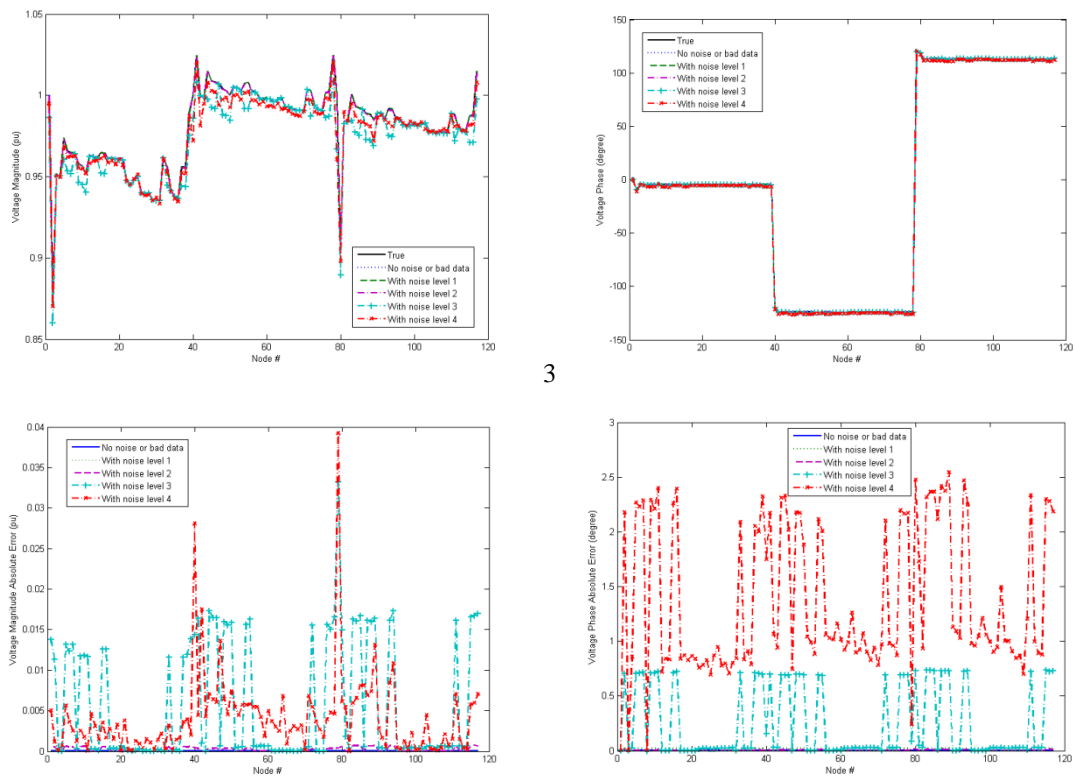 1.05
1
0.95
0.9
0.85
0
20
40
60
80
100
120
Voltage Magnitude (pu)
Node #
True
No noise or bad data
With noise level 1
With noise level 2
With noise level 3
With noise level 4
150
100
50
0
-50
-100
-150
0
20
40
60
80
100
120
Voltage Phase (degree)
Node #
True
No noise or bad data
With noise level 1
With noise level 2
With noise level 3
With noise level 4
3
0.04
0.035
0.03
0.025
0.02
0.015
0.01
0.005
0
0
20
40
60
80
100
120
Voltage Magnitude Absolute Error (pu)
Node #
No noise or bad data
With noise level 1
With noise level 2
With noise level 3
With noise level 4
3
2.5
2
1.5
1
0.5
0
0
20
40
60
80
100
120
Voltage Phase Absolute Error (degree)
Node #
No noise or bad data
With noise level 1
With noise level 2
With noise level 3
With noise level 4